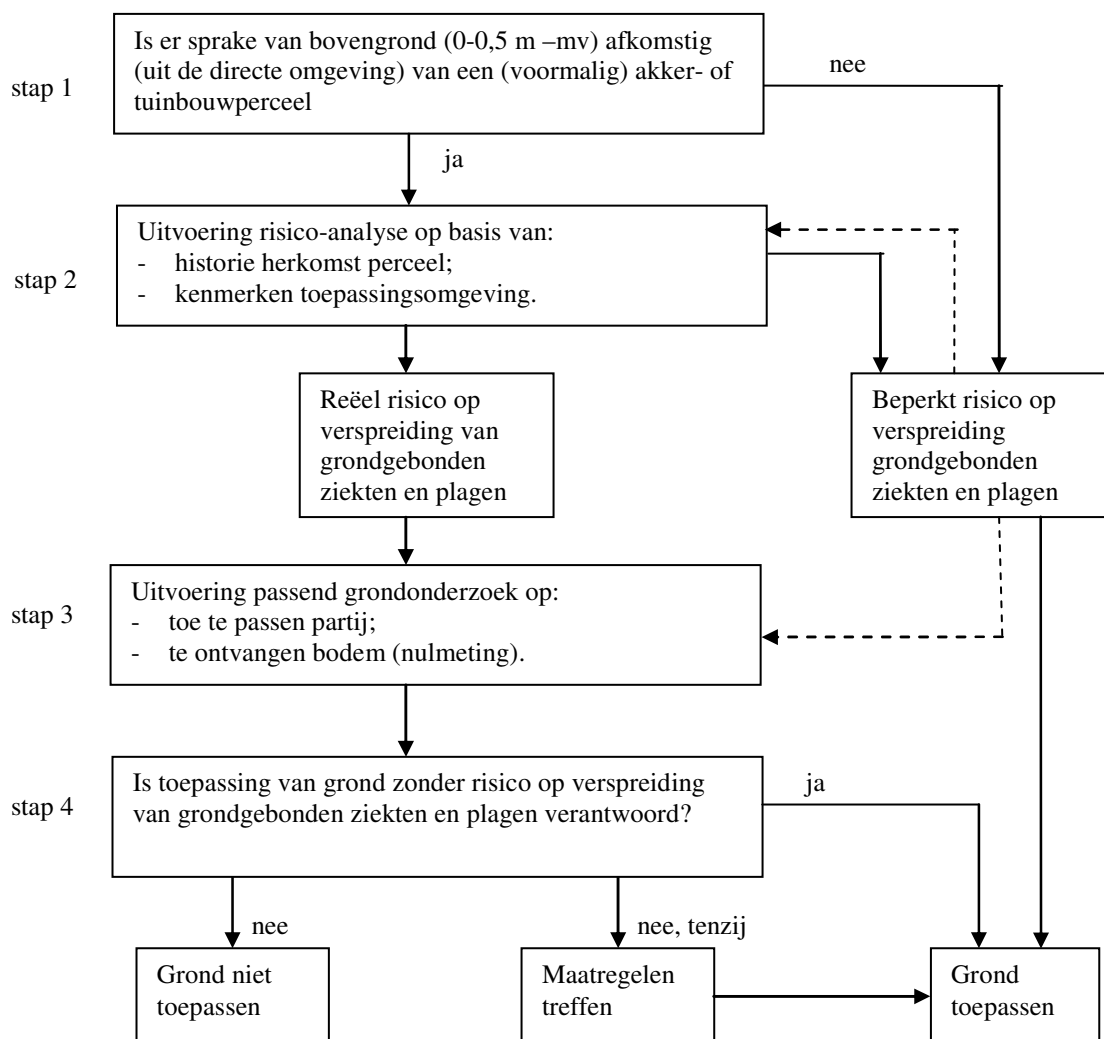 Is er sprake van bovengrond (0-0,5 m –mv) afkomstig
(uit de directe omgeving) van een (voormalig) akker- of
tuinbouwperceel
nee
stap 1
ja
Uitvoering risico-analyse op basis van:
- historie herkomst perceel;
- kenmerken toepassingsomgeving.
stap 2
Reëel risico op
verspreiding van
grondgebonden
ziekten en plagen
Beperkt risico op
verspreiding
grondgebonden
ziekten en plagen
Uitvoering passend grondonderzoek op:
- toe te passen partij;
- te ontvangen bodem (nulmeting).
stap 3
Is toepassing van grond zonder risico op verspreiding
van grondgebonden ziekten en plagen verantwoord?
ja
stap 4
nee
nee, tenzij
Grond niet
toepassen
Maatregelen
treffen
Grond
toepassen